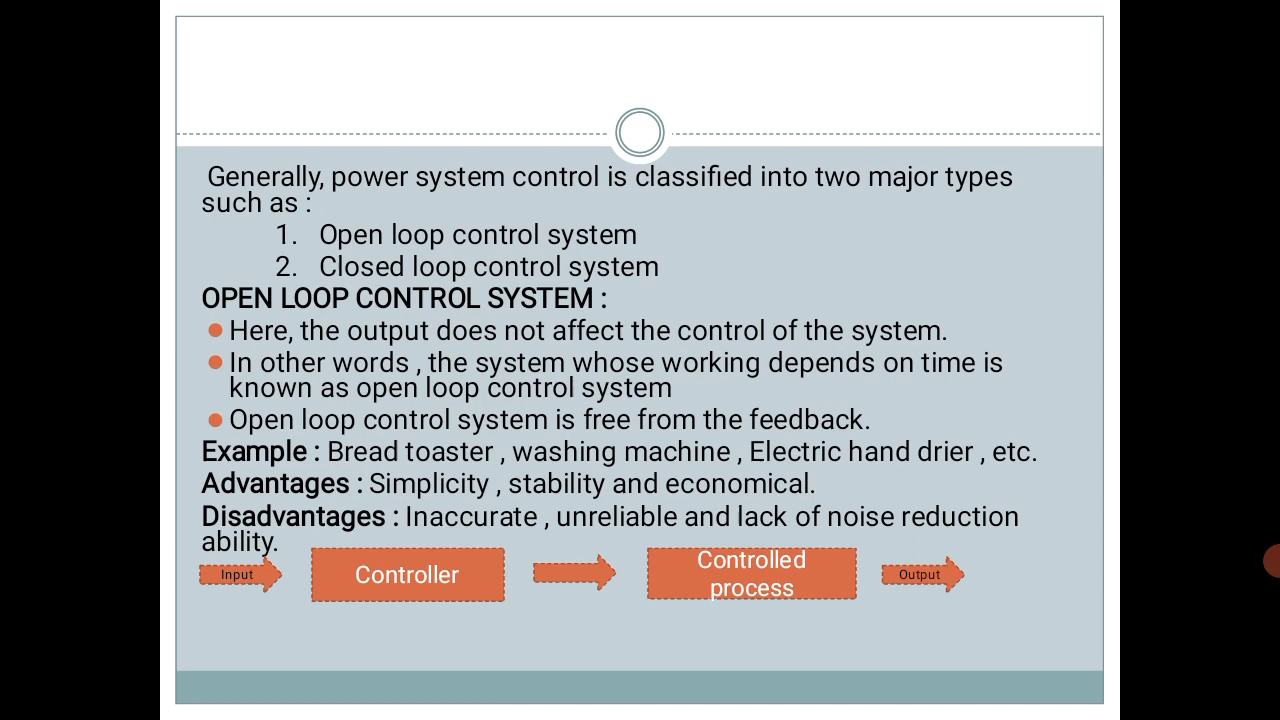 Generally, power system control is classified into two major types
such as :
1. Open loop control system
2. Closed loop control system
OPEN LOOP CONTROL SYSTEM :
Here, the output does not affect the control of the system.
In other words , the system whose working depends on time is
known as open loop control system
Open loop control system is free from the feedback.
Example : Bread toaster , washing machine , Electric hand drier , etc.
Advantages : Simplicity , stability and economical.
Disadvantages : Inaccurate , unreliable and lack of noise reduction
ability.
Input
Controller
Controlled
process
Output